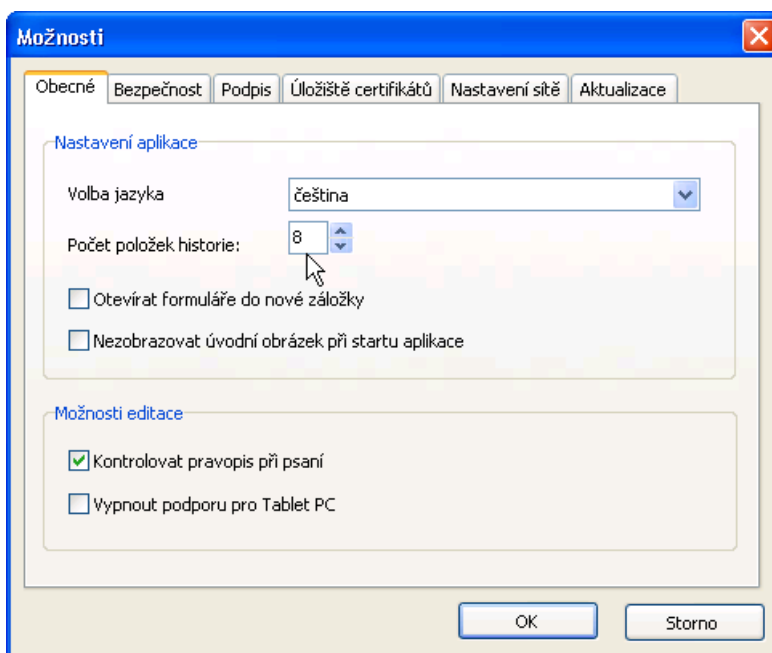 Možnosti
Obecné Bezpečnost Podpis Úložiště certifikátů Nastavení sítě Aktualizace
Nastavení aplikace
Volba jazyka čeština
Počet položek historie: 8
Otevírat formuláře do nové záložky
Nezobrazovat úvodní obrázek při startu aplikace
Možnosti editace
Kontrolovat pravopis při psaní
Vypnout podporu pro Tablet PC
OK Storno